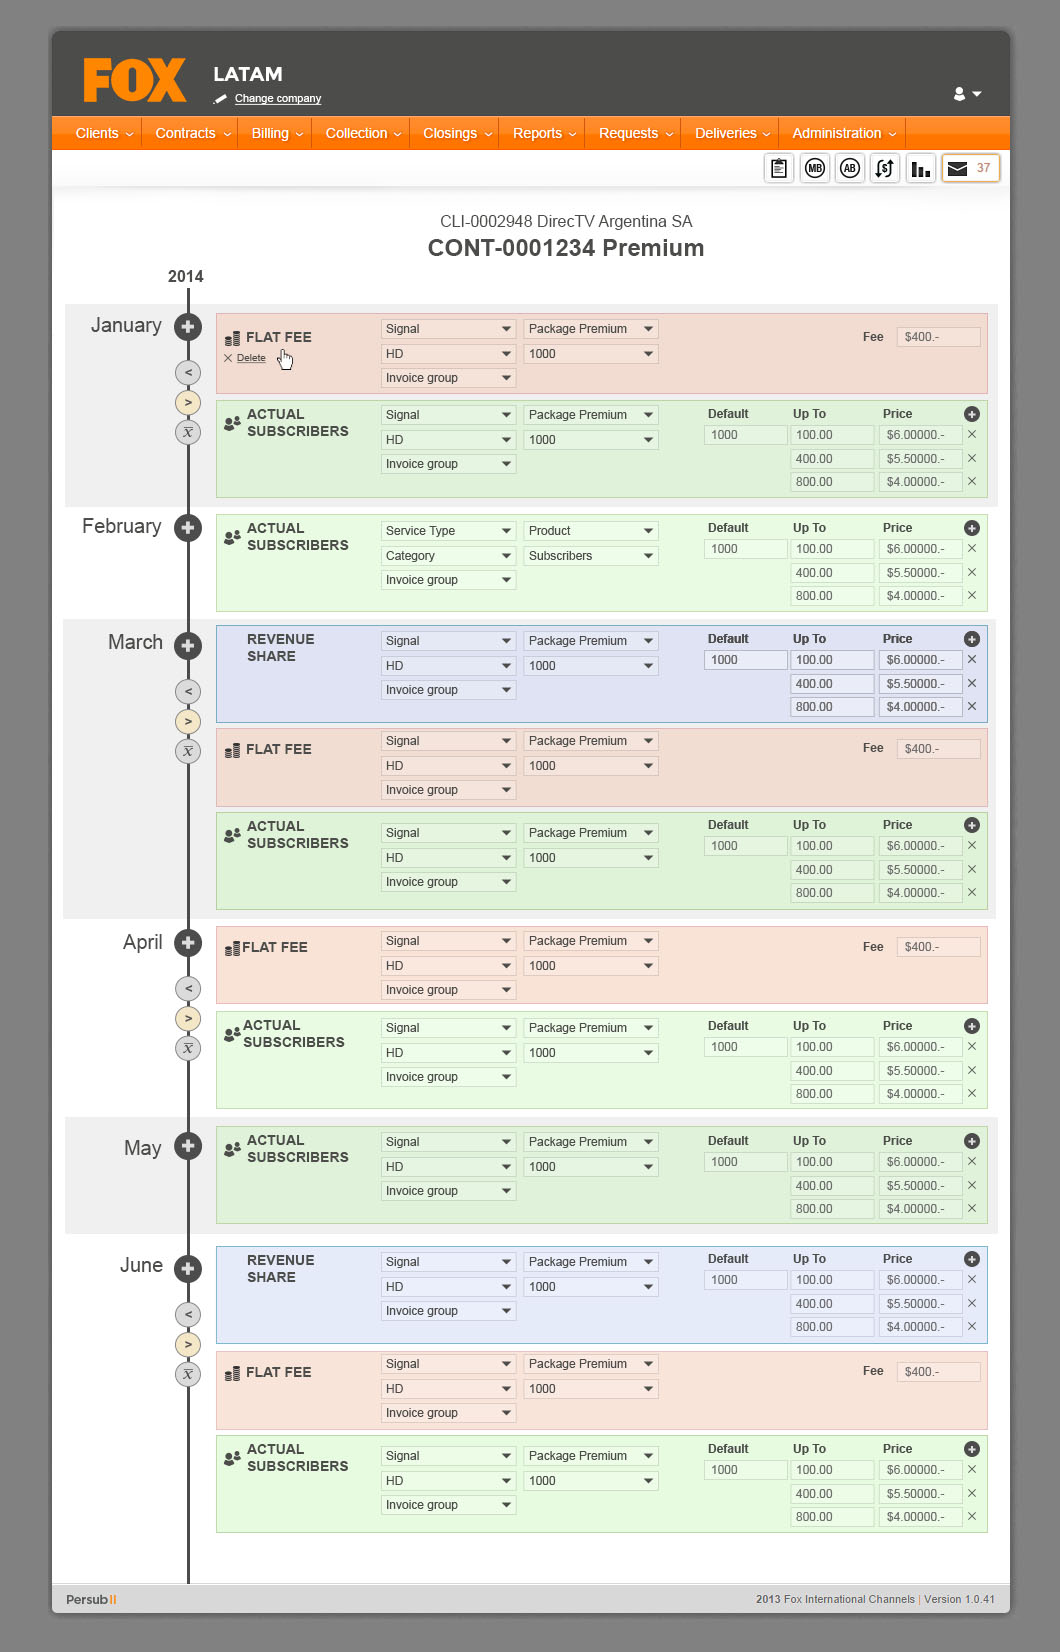 FOX
LATAM
Change company
Clients Contracts Billing Collection Closings Reports Requests Deliveries Administration
MB AB $ 37
CLI-0002948 DirecTV Argentina SA
CONT-0001234 Premium
2014
January
FLAT FEE Signal Package Premium Fee $400.-
Delete HD 1000
Invoice group
< > x̅
ACTUAL SUBSCRIBERS Signal Package Premium Default Up To Price
HD 1000 1000 100.00 $6.00000.-
Invoice group 400.00 $5.50000.-
800.00 $4.00000.-
February
ACTUAL SUBSCRIBERS Service Type Product Default Up To Price
Category Subscribers 1000 100.00 $6.00000.-
Invoice group 400.00 $5.50000.-
800.00 $4.00000.-
March
REVENUE SHARE Signal Package Premium Default Up To Price
HD 1000 1000 100.00 $6.00000.-
Invoice group 400.00 $5.50000.-
800.00 $4.00000.-
< > x̅
FLAT FEE Signal Package Premium Fee $400.-
HD 1000
Invoice group
ACTUAL SUBSCRIBERS Signal Package Premium Default Up To Price
HD 1000 1000 100.00 $6.00000.-
Invoice group 400.00 $5.50000.-
800.00 $4.00000.-
April
FLAT FEE Signal Package Premium Fee $400.-
HD 1000
Invoice group
< > x̅
ACTUAL SUBSCRIBERS Signal Package Premium Default Up To Price
HD 1000 1000 100.00 $6.00000.-
Invoice group 400.00 $5.50000.-
800.00 $4.00000.-
May
ACTUAL SUBSCRIBERS Signal Package Premium Default Up To Price
HD 1000 1000 100.00 $6.00000.-
Invoice group 400.00 $5.50000.-
800.00 $4.00000.-
June
REVENUE SHARE Signal Package Premium Default Up To Price
HD 1000 1000 100.00 $6.00000.-
Invoice group 400.00 $5.50000.-
800.00 $4.00000.-
< > x̅
FLAT FEE Signal Package Premium Fee $400.-
HD 1000
Invoice group
ACTUAL SUBSCRIBERS Signal Package Premium Default Up To Price
HD 1000 1000 100.00 $6.00000.-
Invoice group 400.00 $5.50000.-
800.00 $4.00000.-
PersubII 2013 Fox International Channels | Version 1.0.41